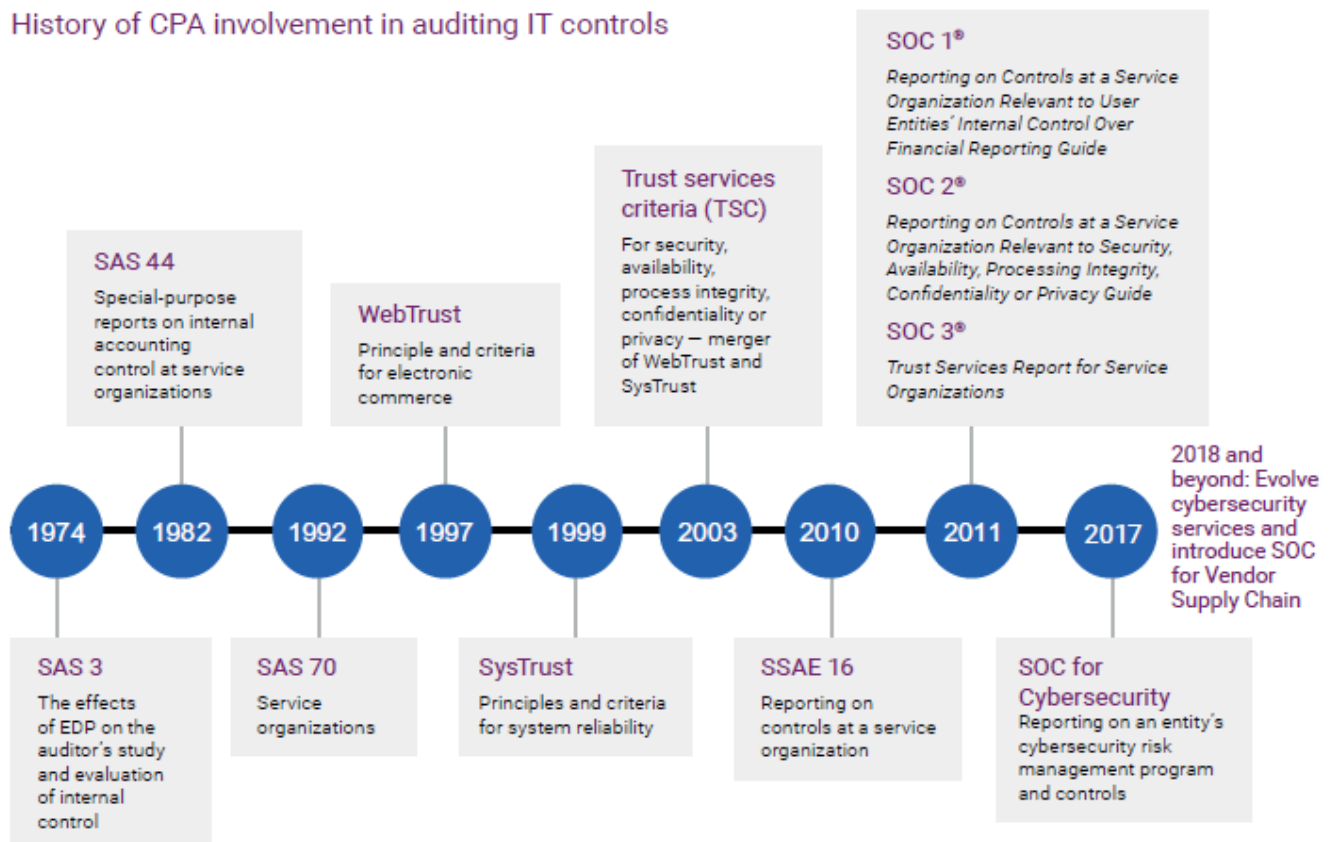 History of CPA involvement in auditing IT controls
SAS 44
Special-purpose
reports on internal
accounting
control at service
organizations
WebTrust
Principle and criteria
for electronic
commerce
Trust services
criteria (TSC)
For security,
availability,
process integrity,
confidentiality or
privacy — merger
of WebTrust and
SysTrust
SOC 1®
Reporting on Controls at a Service
Organization Relevant to User
Entities' Internal Control Over
Financial Reporting Guide
SOC 2®
Reporting on Controls at a Service
Organization Relevant to Security,
Availability, Processing Integrity,
Confidentiality or Privacy Guide
SOC 3®
Trust Services Report for Service
Organizations
1974
1982
1992
1997
1999
2003
2010
2011
2017
2018 and
beyond: Evolve
cybersecurity
services and
introduce SOC
for Vendor
Supply Chain
SAS 3
The effects
of EDP on the
auditor's study
and evaluation
of internal
control
SAS 70
Service
organizations
SysTrust
Principles and criteria
for system reliability
SSAE 16
Reporting on
controls at a service
organization
SOC for
Cybersecurity
Reporting on an entity's
cybersecurity risk
management program
and controls